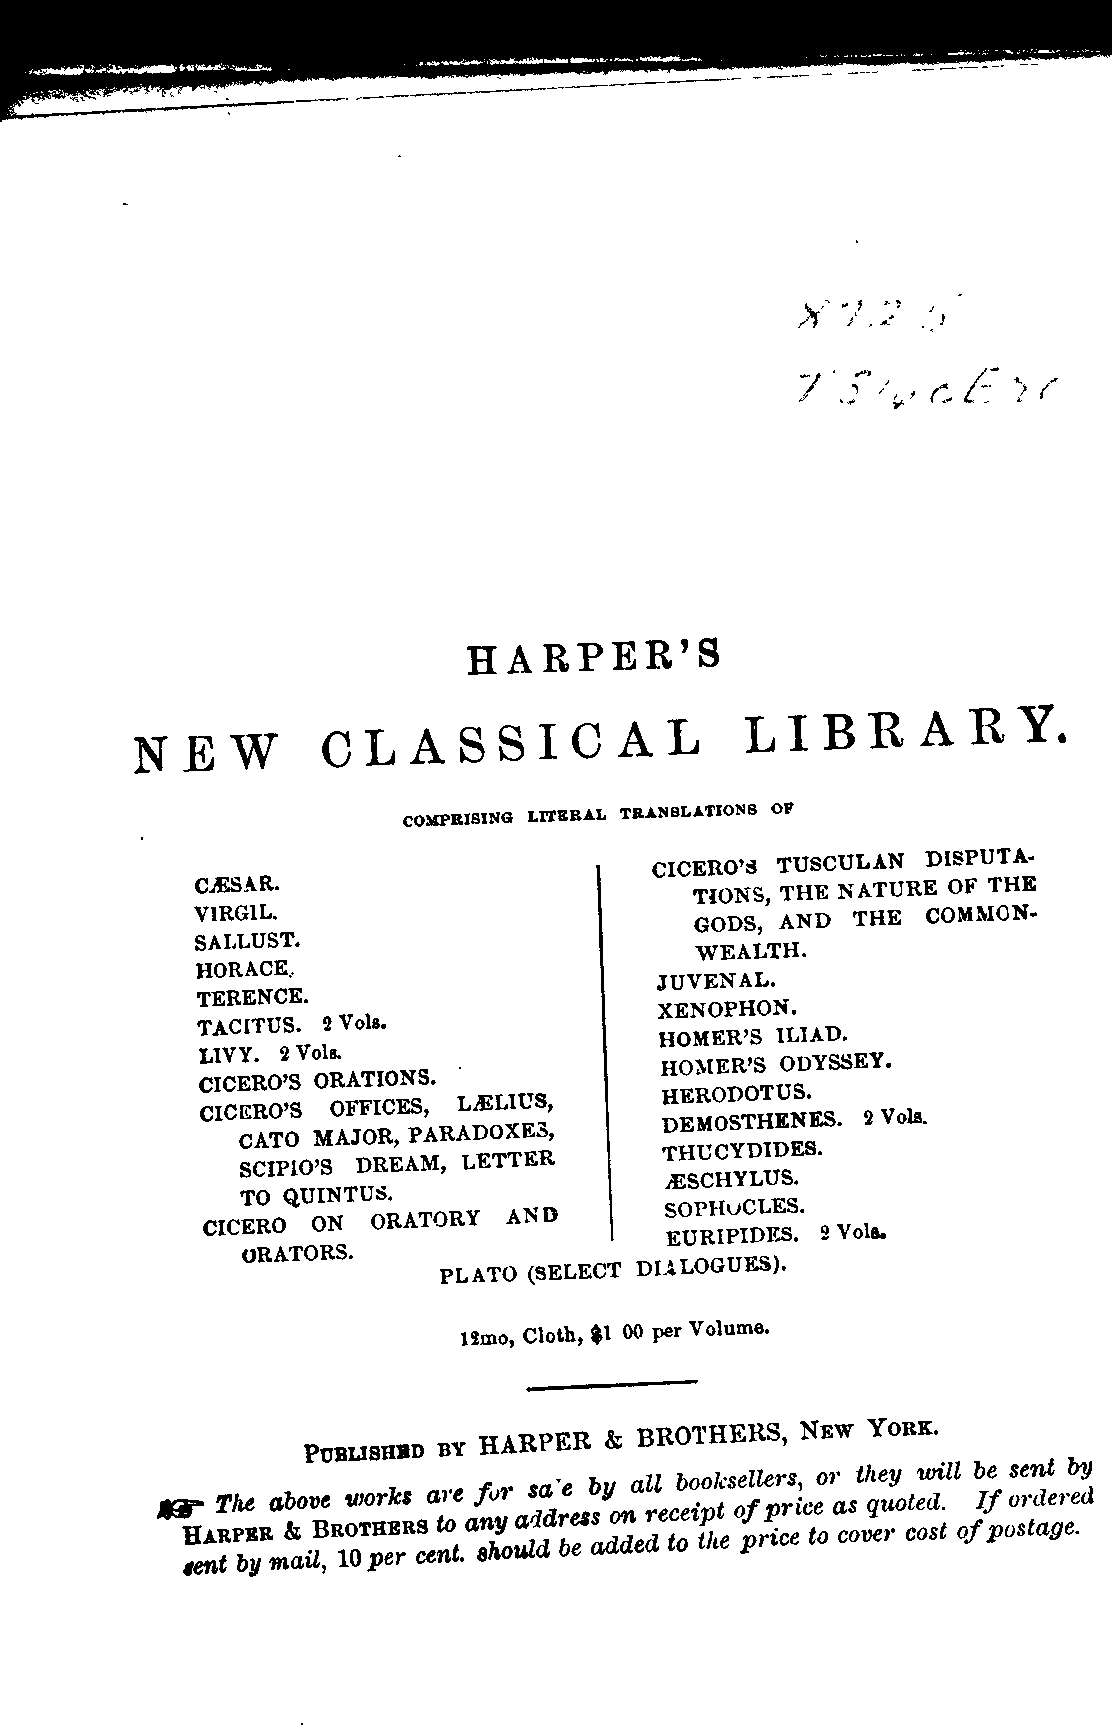 HARPER'S
NEW CLASSICAL LIBRARY.
COMPRISING LITERAL TRANSLATIONS OF
CÆSAR.
VIRGIL.
SALLUST.
HORACE.
TERENCE.
TACITUS. 2 Vols.
LIVY. 2 Vols.
CICERO'S ORATIONS.
CICERO'S OFFICES, LÆLIUS,
CATO MAJOR, PARADOXES,
SCIPIO'S DREAM, LETTER
TO QUINTUS.
CICERO ON ORATORY AND
ORATORS.
CICERO'S TUSCULAN DISPUTA-
TIONS, THE NATURE OF THE
GODS, AND THE COMMON-
WEALTH.
JUVENAL.
XENOPHON.
HOMER'S ILIAD.
HOMER'S ODYSSEY.
HERODOTUS.
DEMOSTHENES. 2 Vols.
THUCYDIDES.
ÆSCHYLUS.
SOPHOCLES.
EURIPIDES. 2 Vols.
PLATO (SELECT DIALOGUES).
12mo, Cloth, $1 00 per Volume.
PUBLISHED BY HARPER & BROTHERS, NEW YORK.
☞ The above works are for sale by all booksellers, or they will be sent by
HARPER & BROTHERS to any address on receipt of price as quoted. If ordered
sent by mail, 10 per cent. should be added to the price to cover cost of postage.